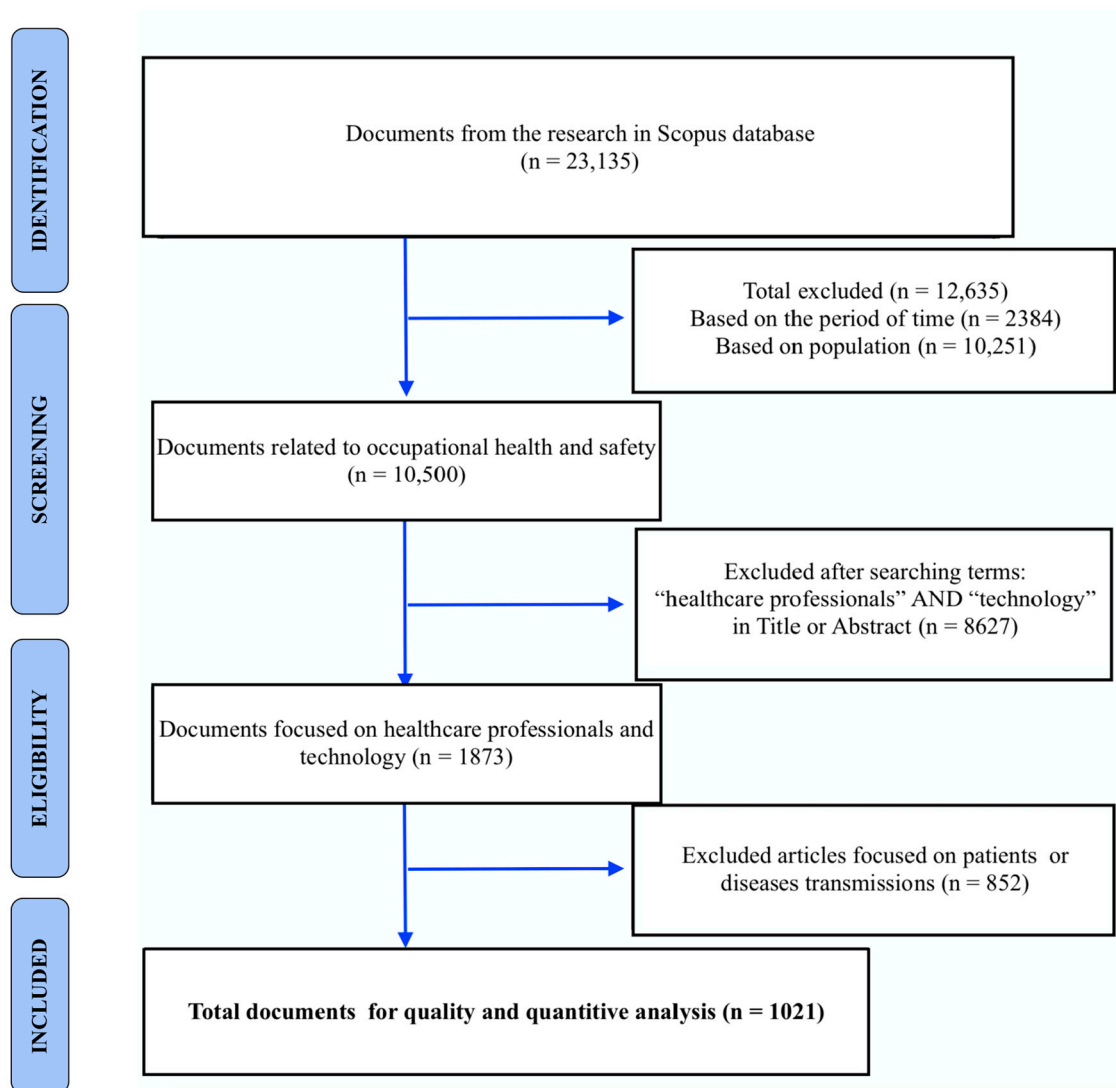 IDENTIFICATION
Documents from the research in Scopus database
(n = 23,135)
Total excluded (n = 12,635)
Based on the period of time (n = 2384)
Based on population (n = 10,251)
SCREENING
Documents related to occupational health and safety
(n = 10,500)
Excluded after searching terms:
“healthcare professionals” AND “technology”
in Title or Abstract (n = 8627)
ELIGIBILITY
Documents focused on healthcare professionals and
technology (n = 1873)
Excluded articles focused on patients or
diseases transmissions (n = 852)
INCLUDED
Total documents for quality and quantitive analysis (n = 1021)